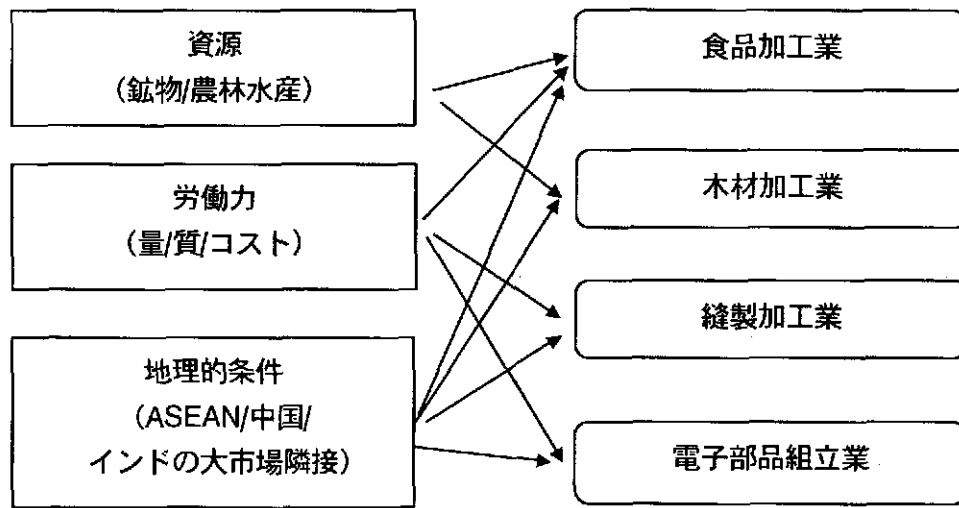 資源
（鉱物/農林水産）
労働力
（量/質/コスト）
地理的条件
（ASEAN/中国/
インドの大市場隣接）
食品加工業
木材加工業
縫製加工業
電子部品組立業